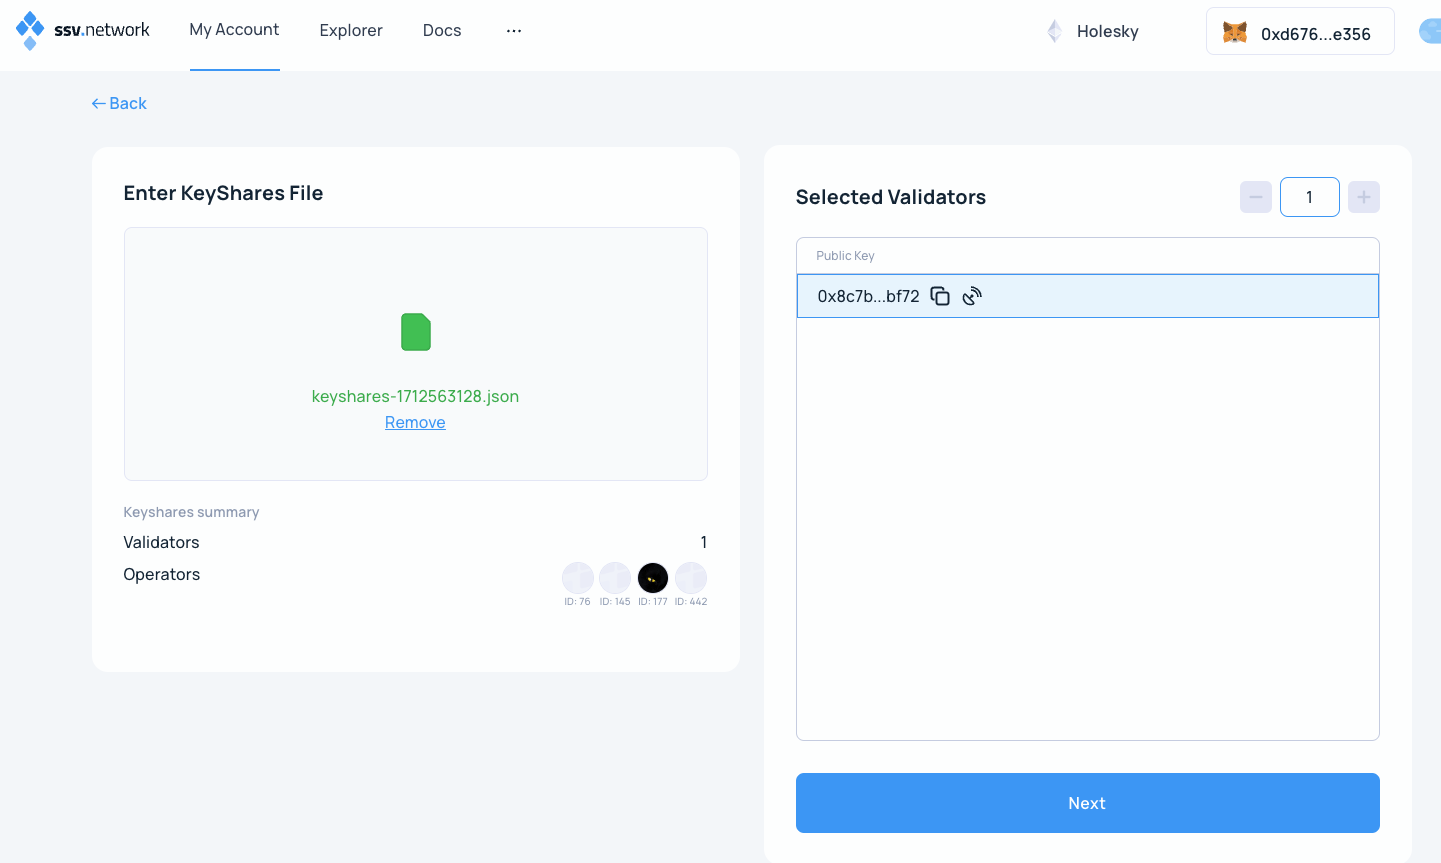 ssv.network
My Account
Explorer
Docs
...
Holesky
0xd676...e356
← Back
Enter KeyShares File
keyshares-1712563128.json
Remove
Keyshares summary
Validators 1
Operators
ID: 76 ID: 145 ID: 177 ID: 442
Selected Validators
− 1 +
Public Key
0x8c7b...bf72
Next